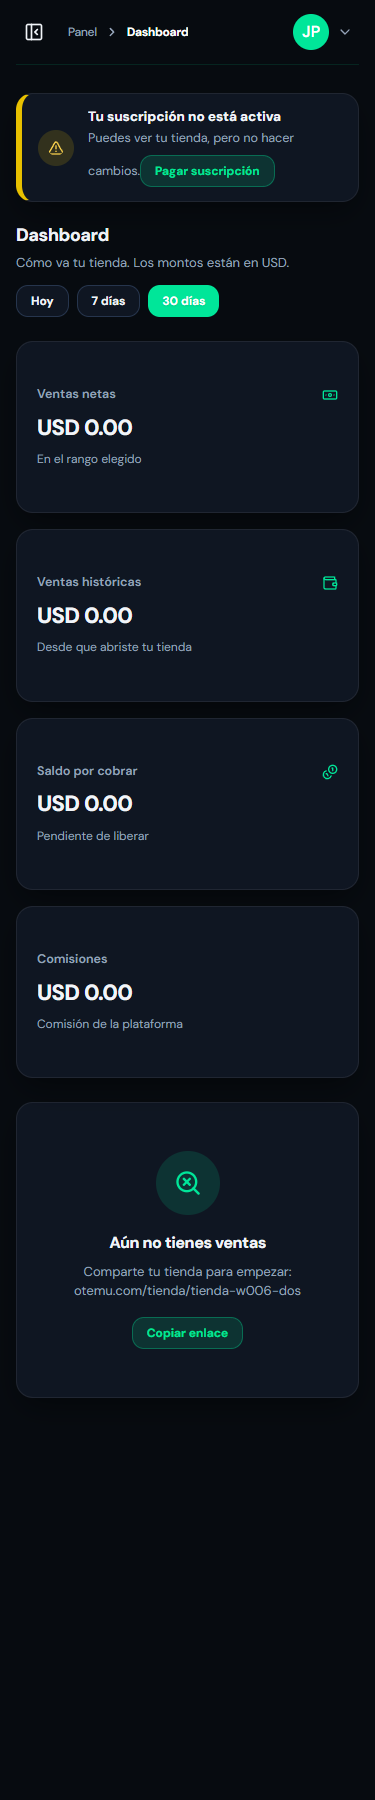 Panel > Dashboard
JP
Tu suscripción no está activa
Puedes ver tu tienda, pero no hacer
cambios. Pagar suscripción
Dashboard
Cómo va tu tienda. Los montos están en USD.
Hoy 7 días 30 días
Ventas netas
USD 0.00
En el rango elegido
Ventas históricas
USD 0.00
Desde que abriste tu tienda
Saldo por cobrar
USD 0.00
Pendiente de liberar
Comisiones
USD 0.00
Comisión de la plataforma
Aún no tienes ventas
Comparte tu tienda para empezar:
otemu.com/tienda/tienda-w006-dos
Copiar enlace